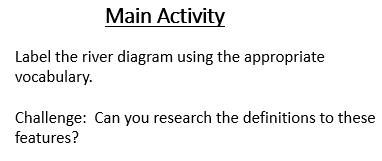 Main Activity
Label the river diagram using the appropriate
vocabulary.
Challenge:  Can you research the definitions to these
features?